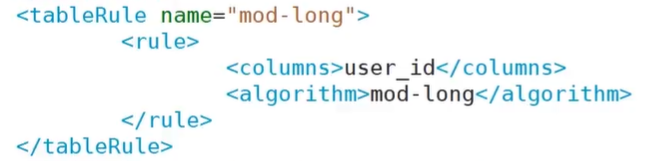 <tableRule name="mod-long">
<rule>
<columns>user_id</columns>
<algorithm>mod-long</algorithm>
</rule>
</tableRule>